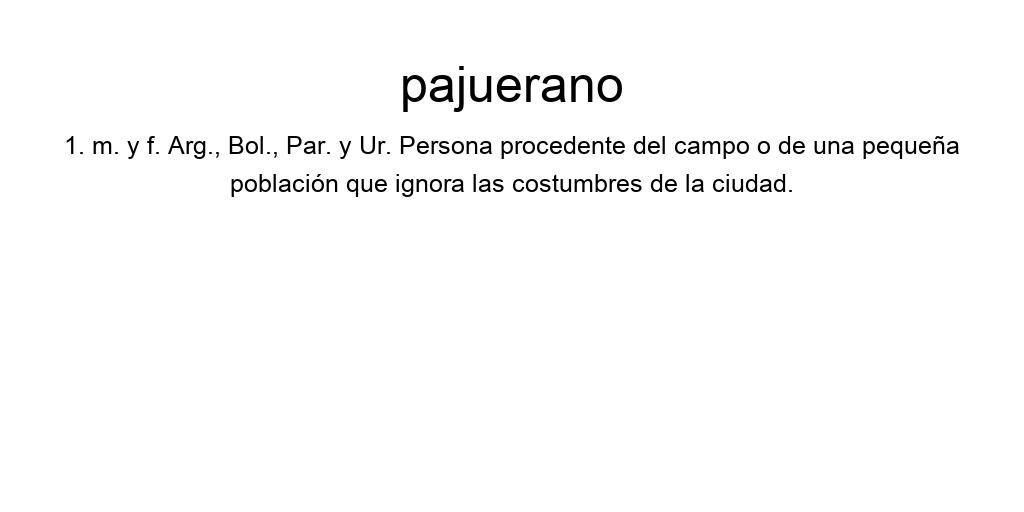 pajuerano
1. m. y f. Arg., Bol., Par. y Ur. Persona procedente del campo o de una pequeña
población que ignora las costumbres de la ciudad.